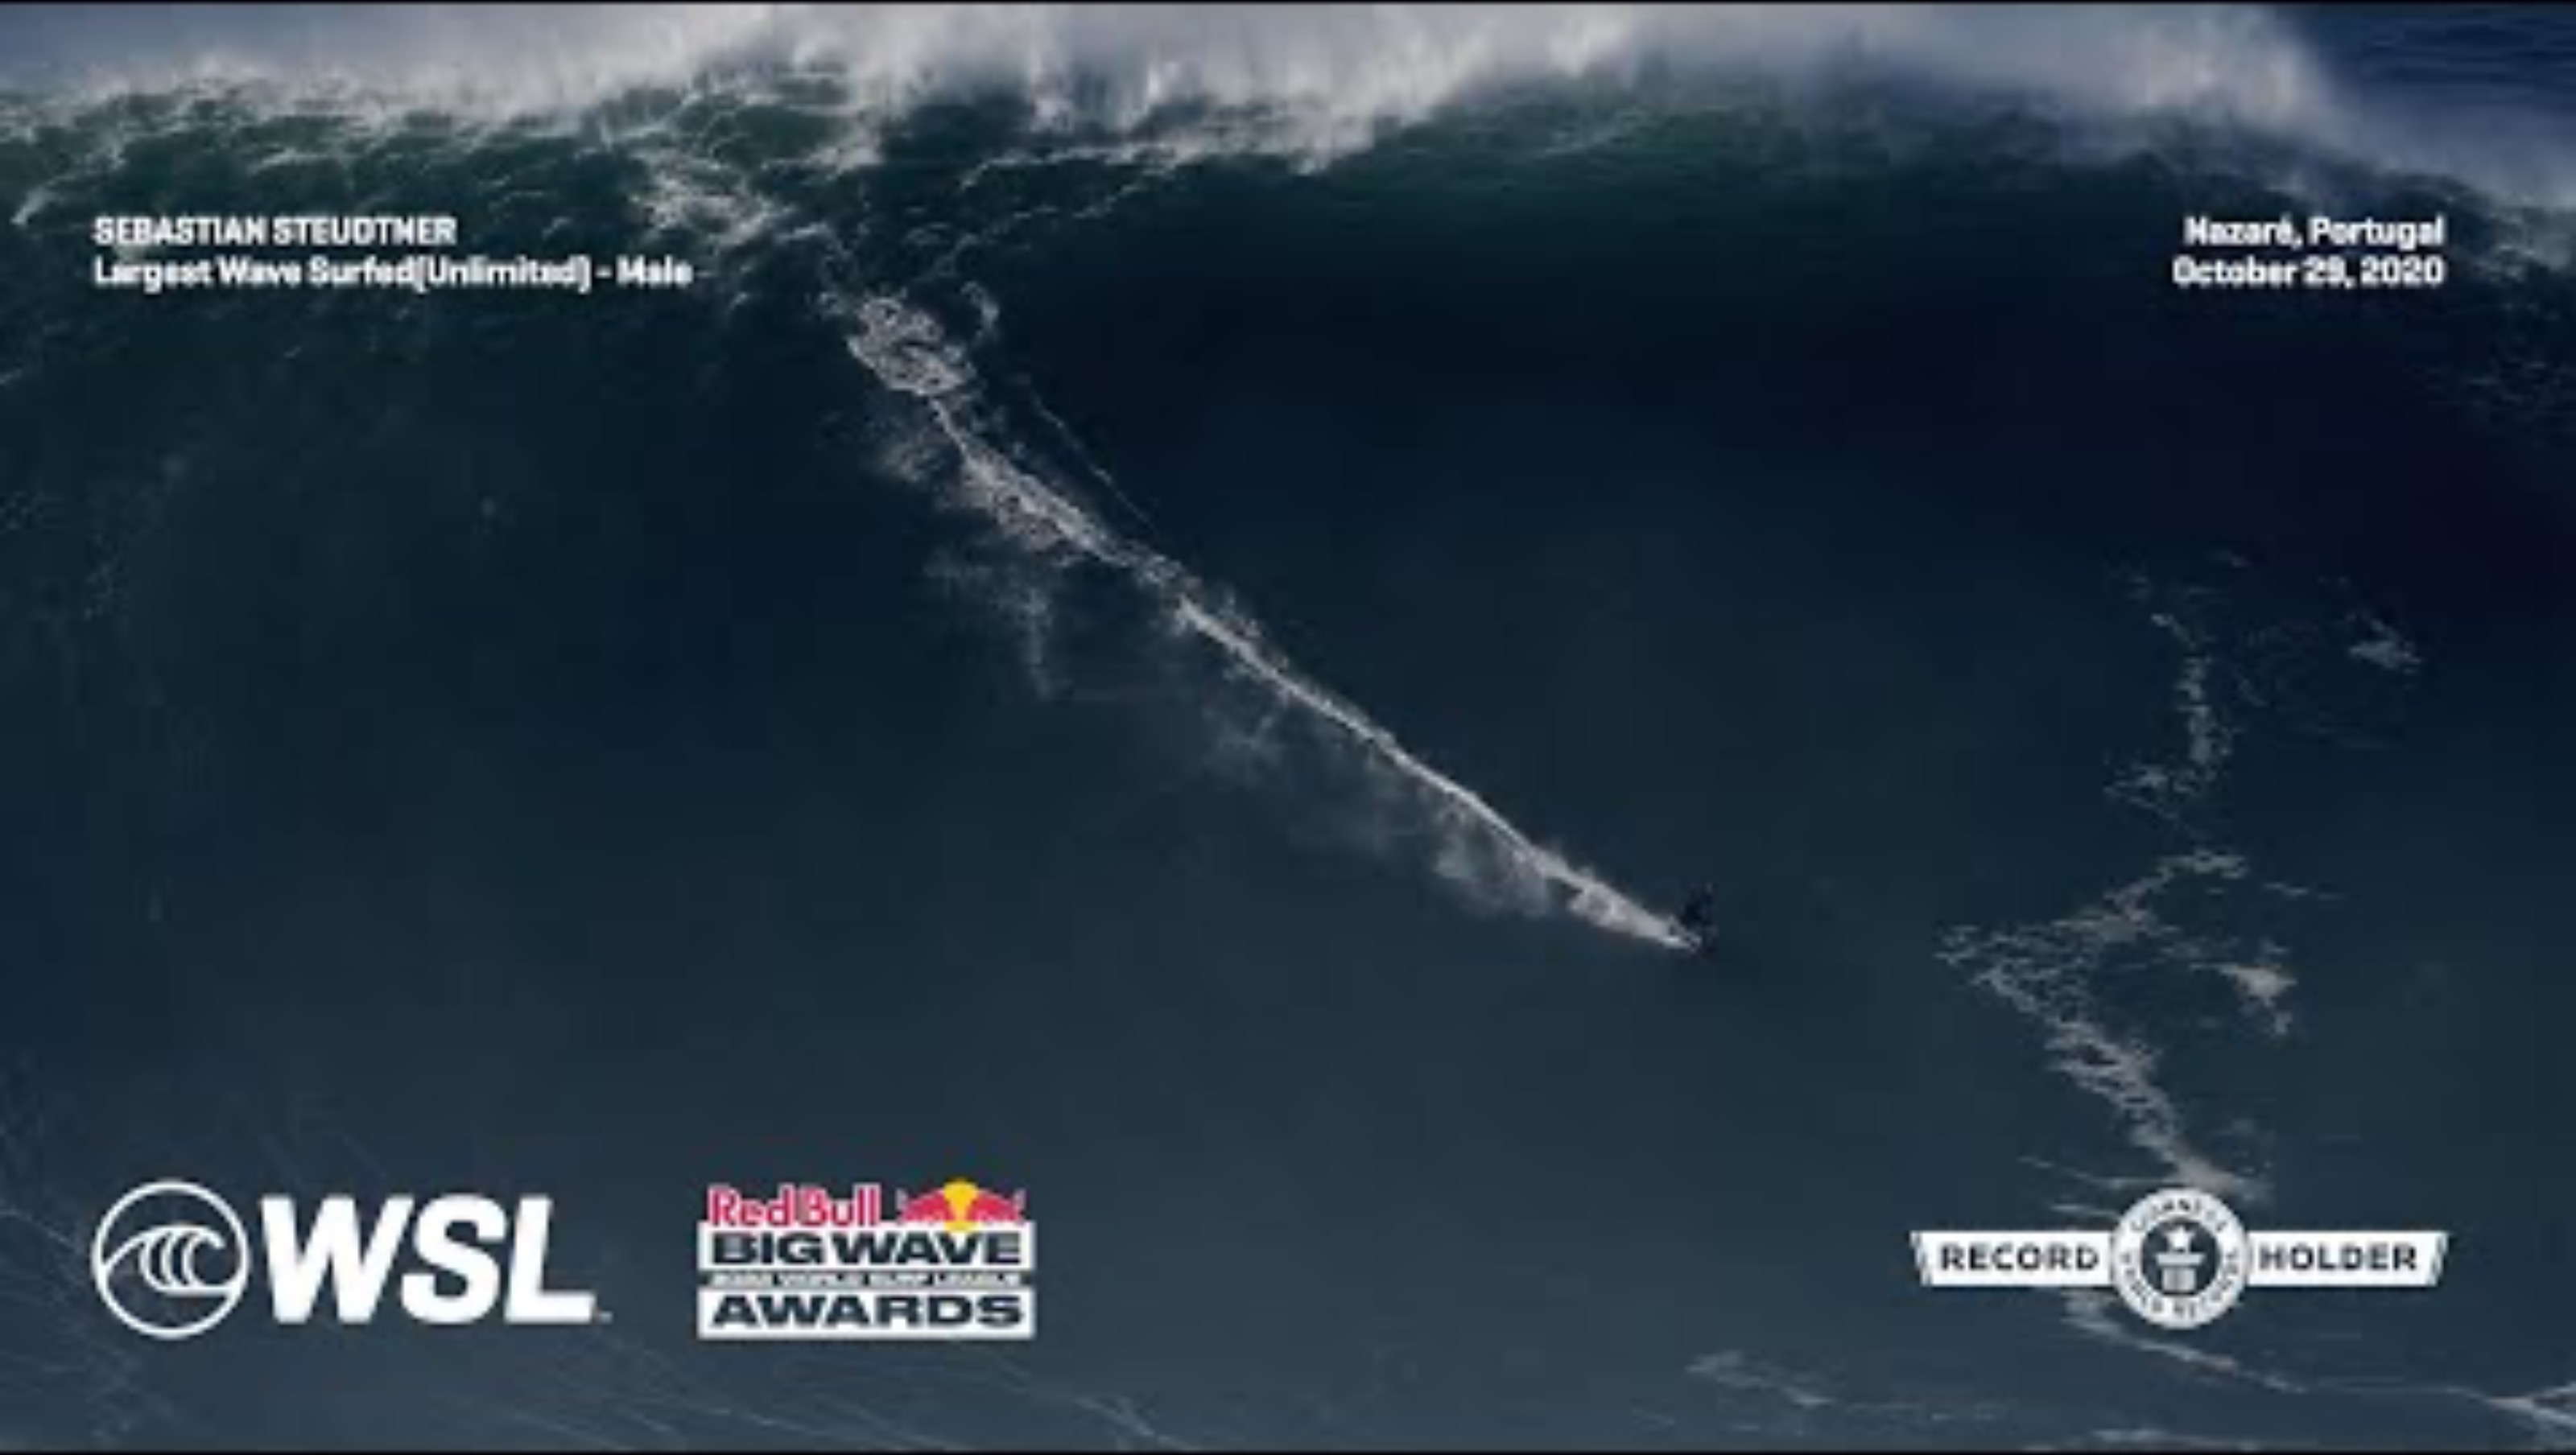 SEBASTIAN STEUDTNER
Largest Wave Surfed(Unlimited) - Male
Nazaré, Portugal
October 29, 2020
WSL
Red Bull
BIG WAVE
AWARDS
RECORD HOLDER